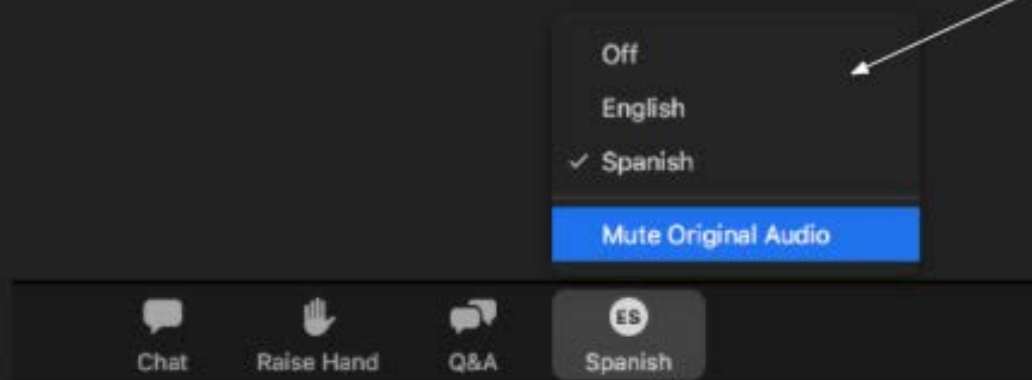 Off
English
Spanish
Mute Original Audio
Chat
Raise Hand
Q&A
ES
Spanish